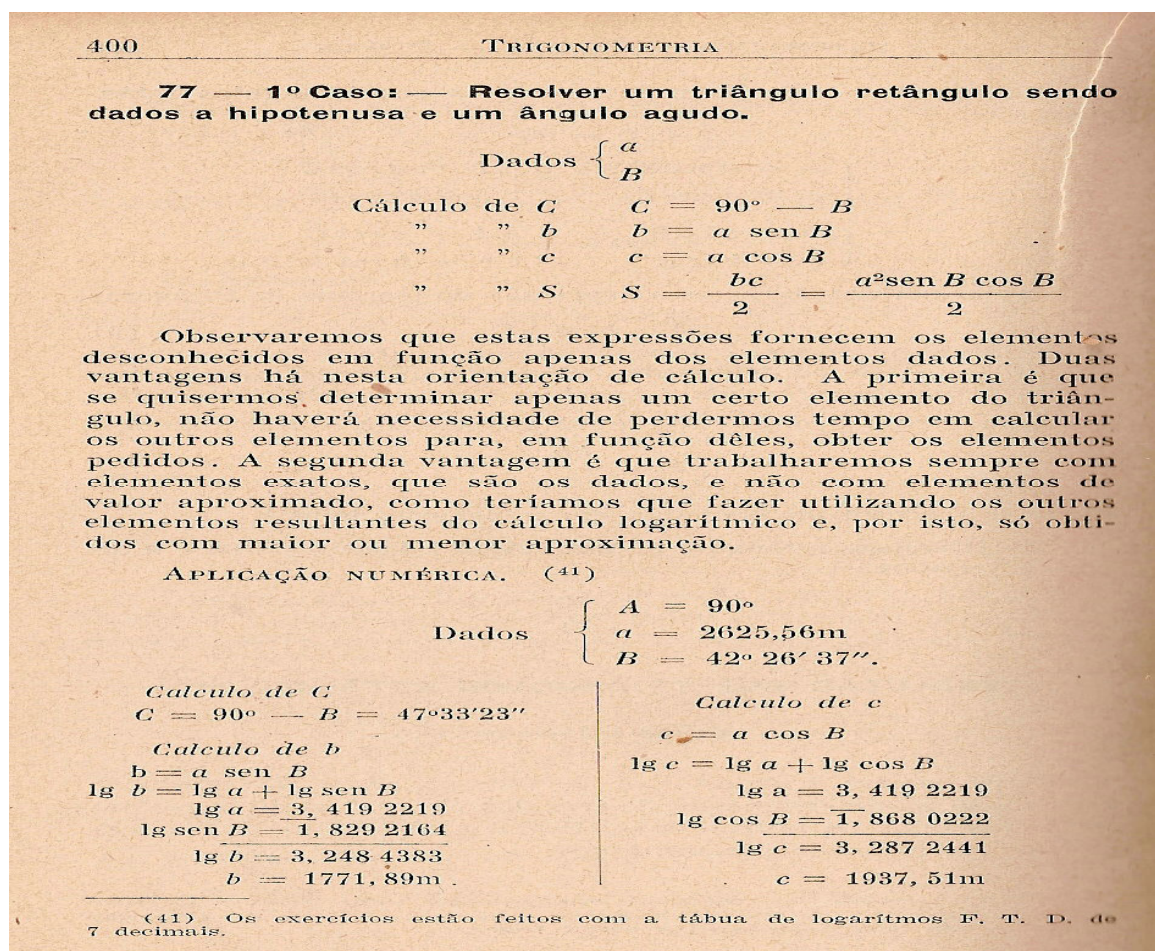 400 TRIGONOMETRIA
77 — 1º Caso: — Resolver um triângulo retângulo sendo
dados a hipotenusa e um ângulo agudo.
Dados { a
B
Cálculo de C C = 90º — B
” ” b b = a sen B
” ” c c = a cos B
” ” S S = bc/2 = a²sen B cos B/2
Observaremos que estas expressões fornecem os elementos
desconhecidos em função apenas dos elementos dados. Duas
vantagens há nesta orientação de cálculo. A primeira é que
se quisermos determinar apenas um certo elemento do triân-
gulo, não haverá necessidade de perdermos tempo em calcular
os outros elementos para, em função dêles, obter os elementos
pedidos. A segunda vantagem é que trabalharemos sempre com
elementos exatos, que são os dados, e não com elementos de
valor aproximado, como teríamos que fazer utilizando os outros
elementos resultantes do cálculo logarítmico e, por isto, só obti-
dos com maior ou menor aproximação.
APLICAÇÃO NUMÉRICA. (41)
Dados { A = 90º
a = 2625,56m
B = 42º 26′ 37″.
Calculo de C
C = 90º — B = 47º33′23″
Calculo de b
b = a sen B
lg b = lg a + lg sen B
lg a = 3, 419 2219
lg sen B = 1̅, 829 2164
lg b = 3, 248 4383
b = 1771, 89m .
Calculo de c
c = a cos B
lg c = lg a + lg cos B
lg a = 3, 419 2219
lg cos B = 1̅, 868 0222
lg c = 3, 287 2441
c = 1937, 51m
(41) Os exercícios estão feitos com a tábua de logarítmos F. T. D. de
7 decimais.